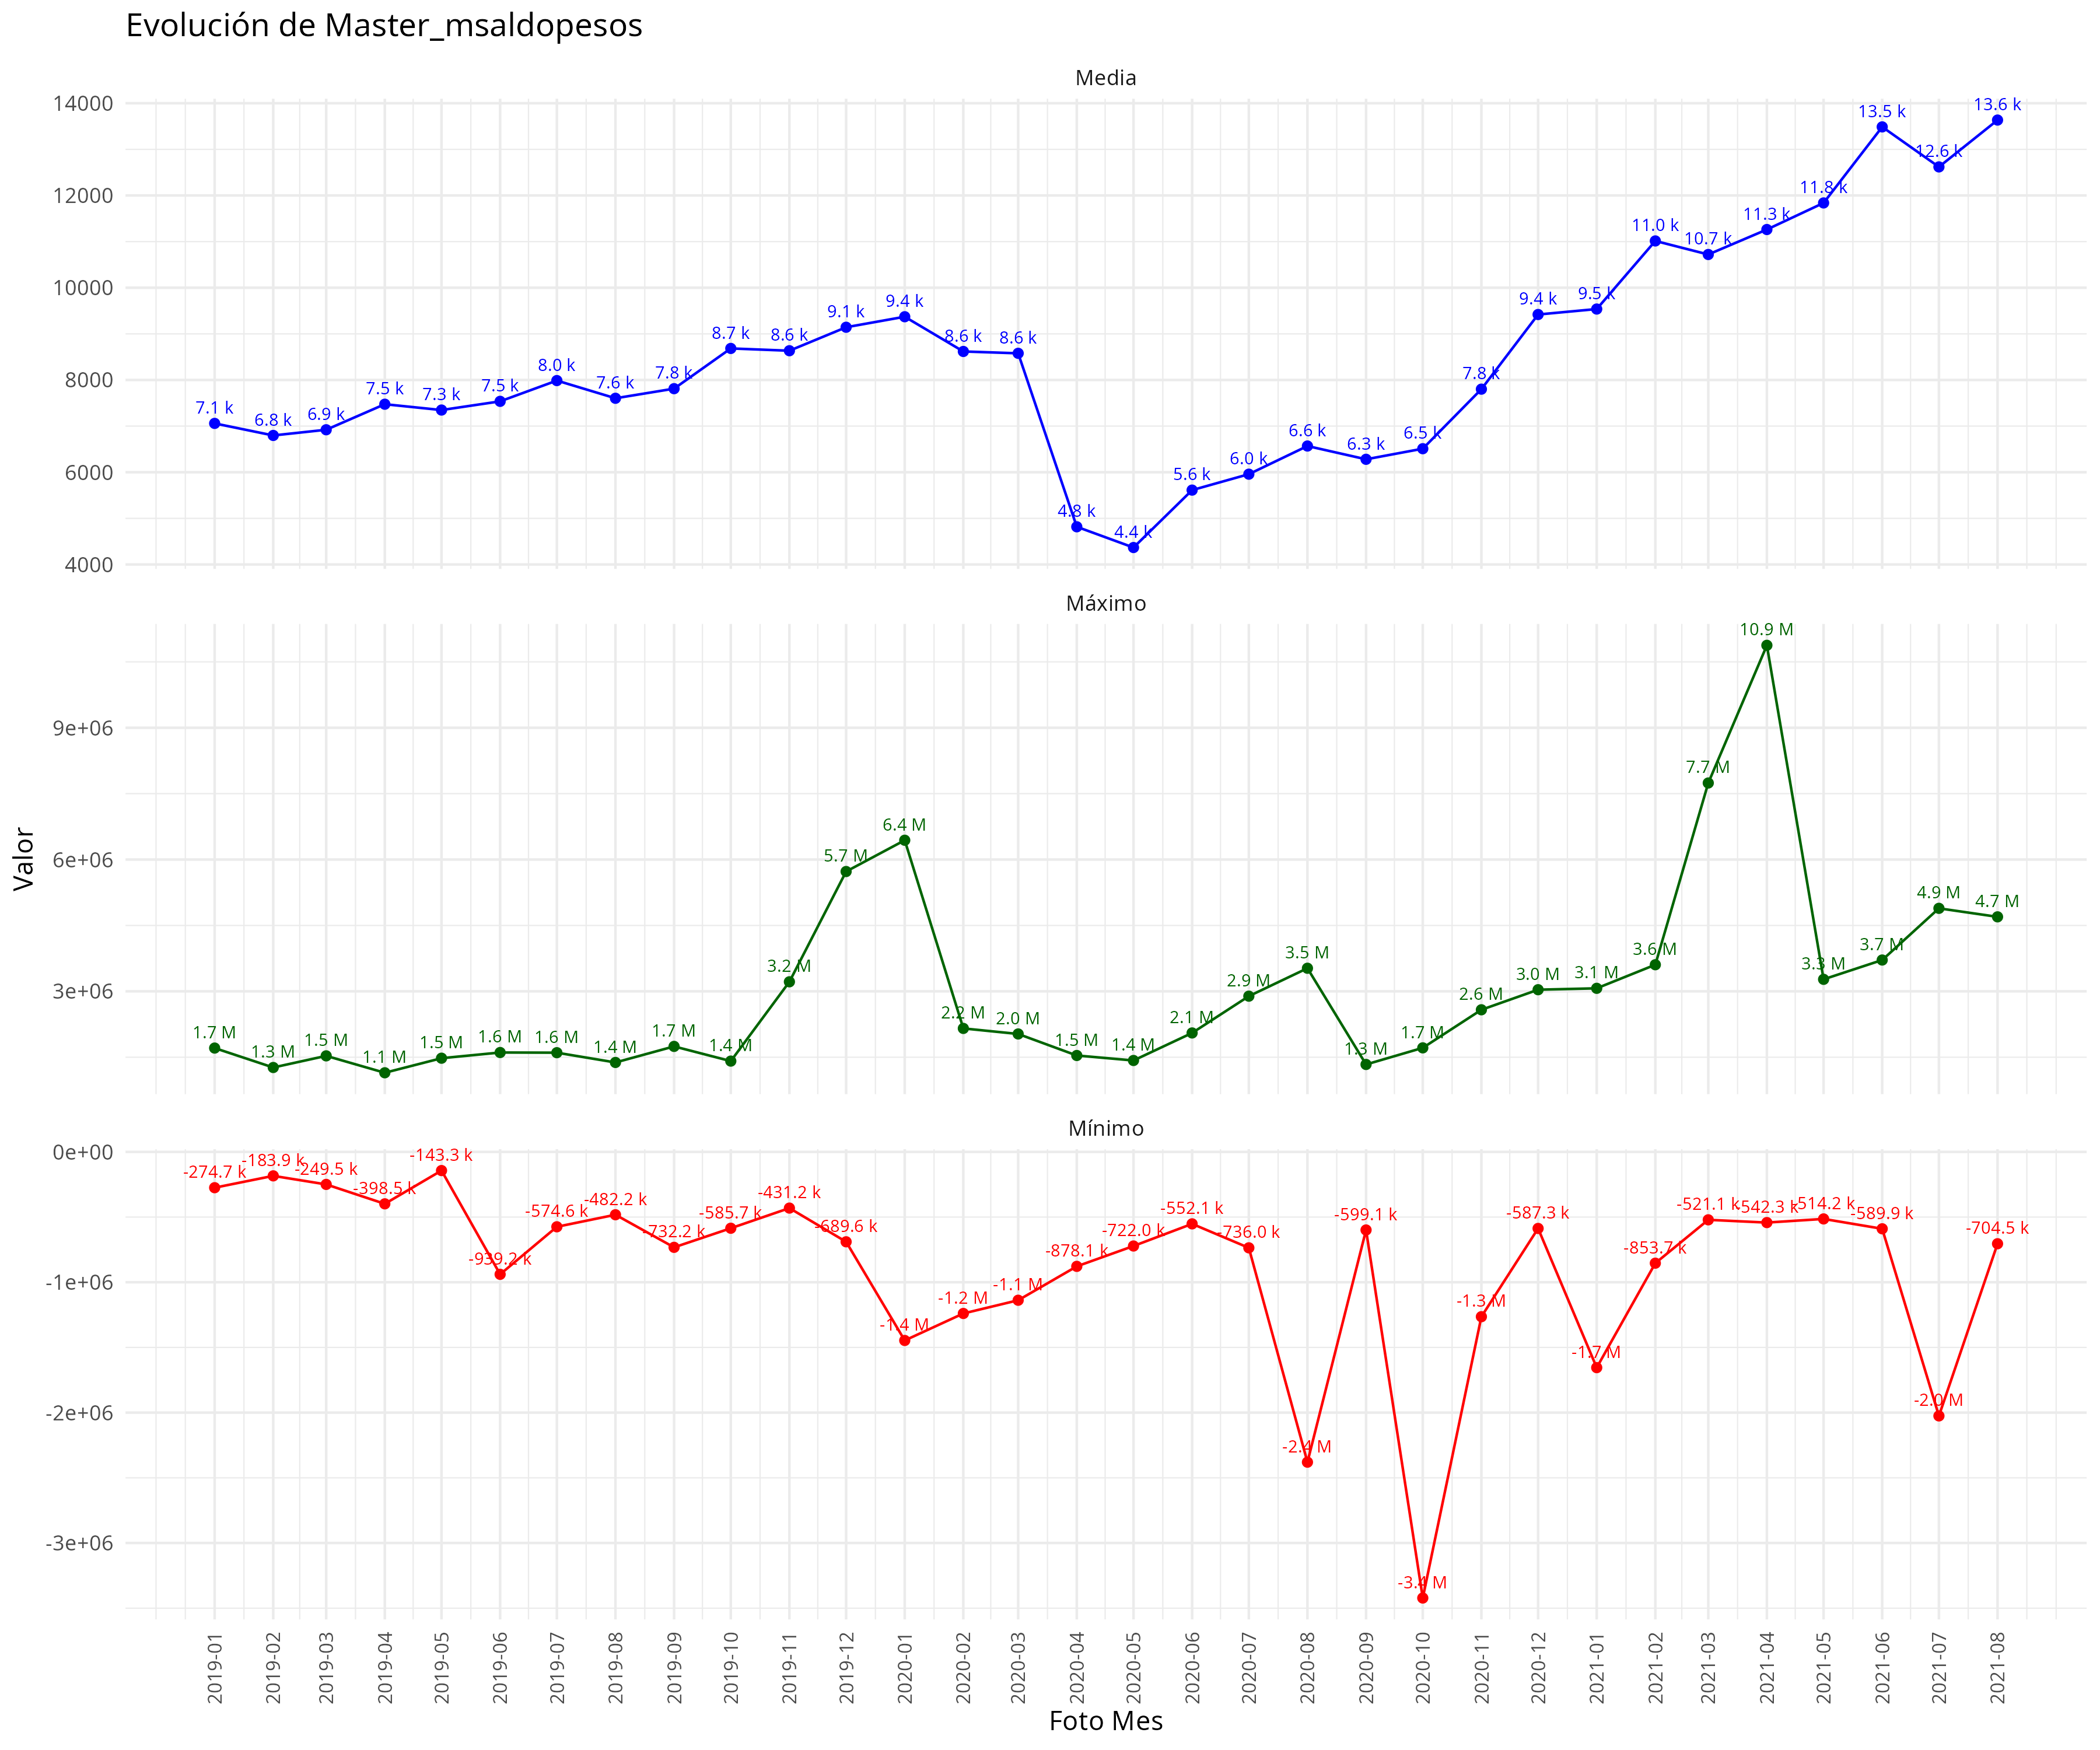 Evolución de Master_msaldopesos
Media
14000
12000
10000
8000
6000
4000
7.1 k
6.8 k
6.9 k
7.5 k
7.3 k
7.5 k
8.0 k
7.6 k
7.8 k
8.7 k
8.6 k
9.1 k
9.4 k
8.6 k
8.6 k
4.8 k
4.4 k
5.6 k
6.0 k
6.6 k
6.3 k
6.5 k
7.8 k
9.4 k
9.5 k
11.0 k
10.7 k
11.3 k
11.8 k
13.5 k
12.6 k
13.6 k
Máximo
Valor
9e+06
6e+06
3e+06
1.7 M
1.3 M
1.5 M
1.1 M
1.5 M
1.6 M
1.6 M
1.4 M
1.7 M
1.4 M
3.2 M
5.7 M
6.4 M
2.2 M
2.0 M
1.5 M
1.4 M
2.1 M
2.9 M
3.5 M
1.3 M
1.7 M
2.6 M
3.0 M
3.1 M
3.6 M
7.7 M
10.9 M
3.3 M
3.7 M
4.9 M
4.7 M
Mínimo
0e+00
-1e+06
-2e+06
-3e+06
-274.7 k
-183.9 k
-249.5 k
-398.5 k
-143.3 k
-939.2 k
-574.6 k
-482.2 k
-732.2 k
-585.7 k
-431.2 k
-689.6 k
-1.4 M
-1.2 M
-1.1 M
-878.1 k
-722.0 k
-552.1 k
-736.0 k
-2.4 M
-599.1 k
-3.4 M
-1.3 M
-587.3 k
-1.7 M
-853.7 k
-521.1 k
-542.3 k
-514.2 k
-589.9 k
-2.0 M
-704.5 k
2019-01
2019-02
2019-03
2019-04
2019-05
2019-06
2019-07
2019-08
2019-09
2019-10
2019-11
2019-12
2020-01
2020-02
2020-03
2020-04
2020-05
2020-06
2020-07
2020-08
2020-09
2020-10
2020-11
2020-12
2021-01
2021-02
2021-03
2021-04
2021-05
2021-06
2021-07
2021-08
Foto Mes